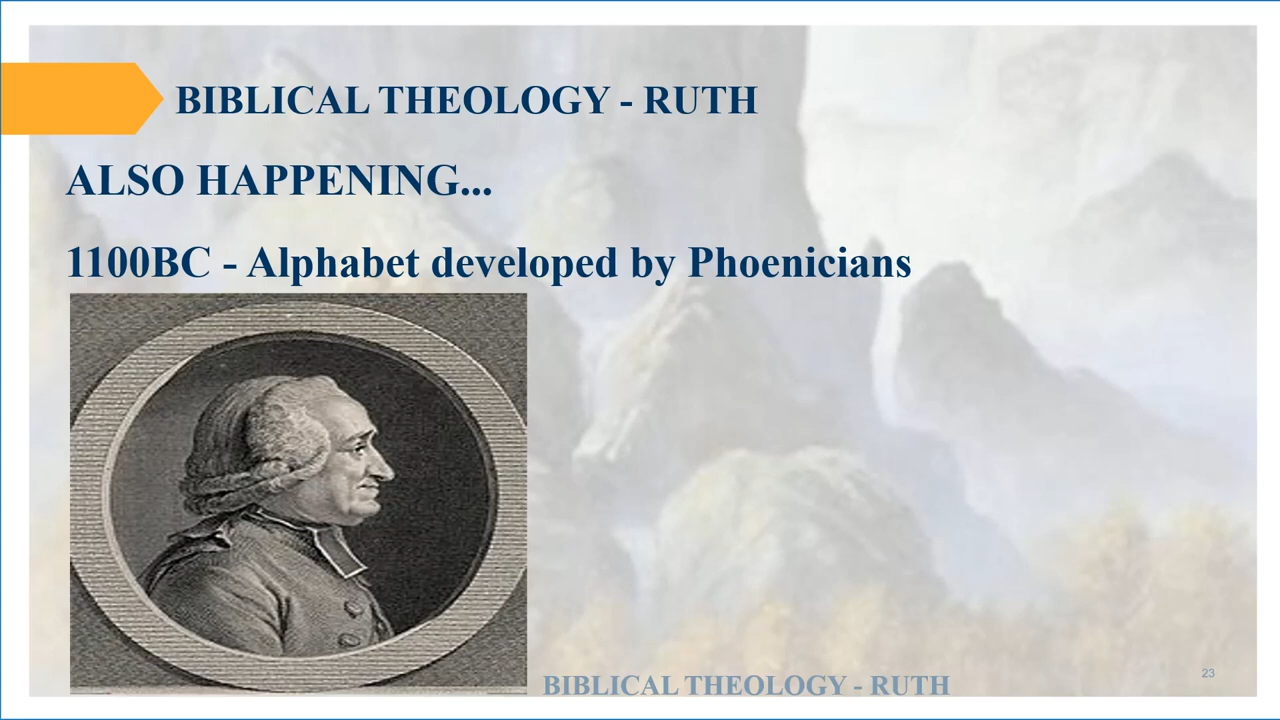 BIBLICAL THEOLOGY - RUTH
ALSO HAPPENING...
1100BC - Alphabet developed by Phoenicians
BIBLICAL THEOLOGY - RUTH
23